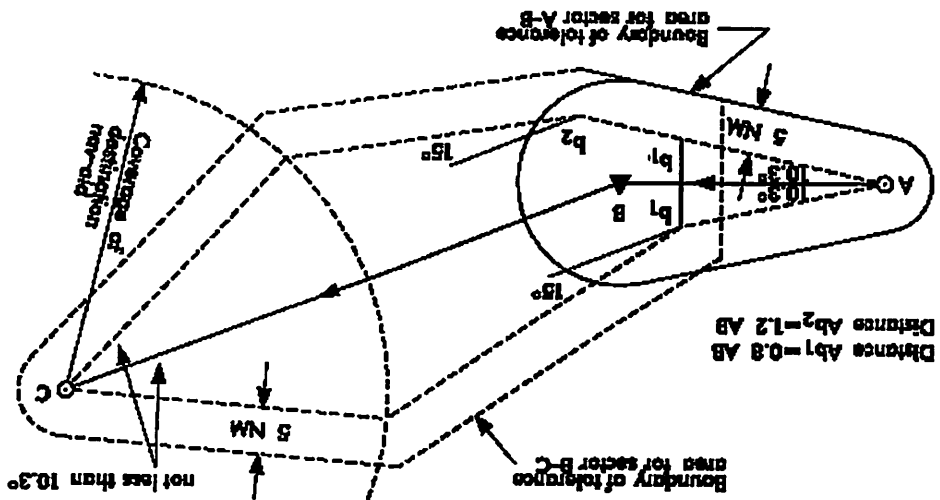 Boundary of tolerance
area for sector B-C
not less than 10.3°
5 NM
C
Distance Ab1=0.8 AB
Distance Ab2=1.2 AB
15°
b1
B
A
10.3°
10.3°
b1'
15°
b2
5 NM
Coverage of
destination
nav-aid
Boundary of tolerance
area for sector A-B